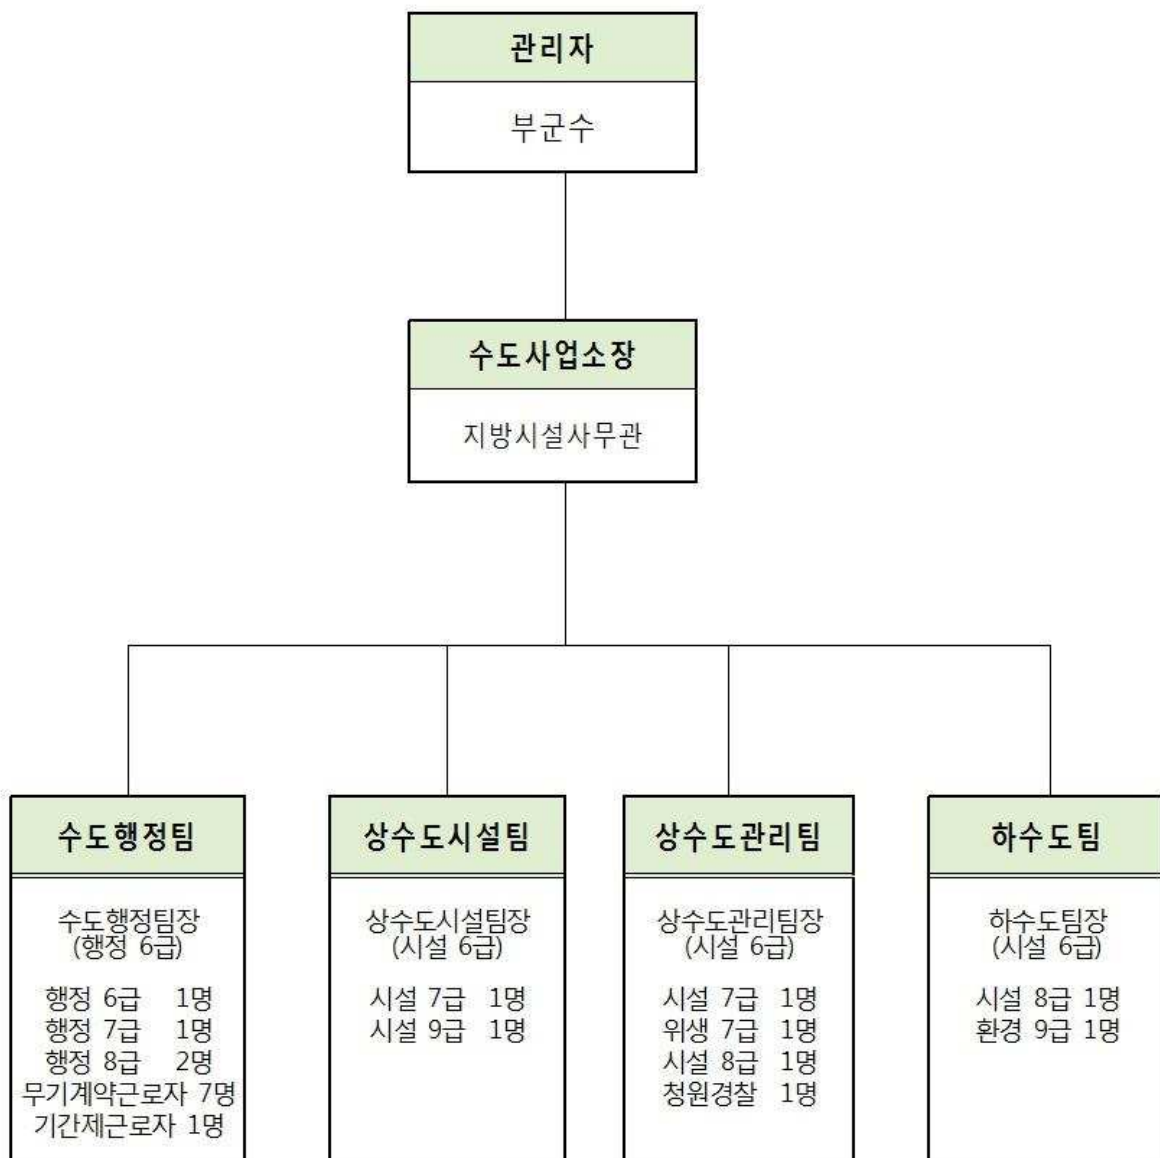 관리자
부군수
수도사업소장
지방시설사무관
수도행정팀
수도행정팀장
(행정 6급)
행정 6급 1명
행정 7급 1명
행정 8급 2명
무기계약근로자 7명
기간제근로자 1명
상수도시설팀
상수도시설팀장
(시설 6급)
시설 7급 1명
시설 9급 1명
상수도관리팀
상수도관리팀장
(시설 6급)
시설 7급 1명
위생 7급 1명
시설 8급 1명
청원경찰 1명
하수도팀
하수도팀장
(시설 6급)
시설 8급 1명
환경 9급 1명